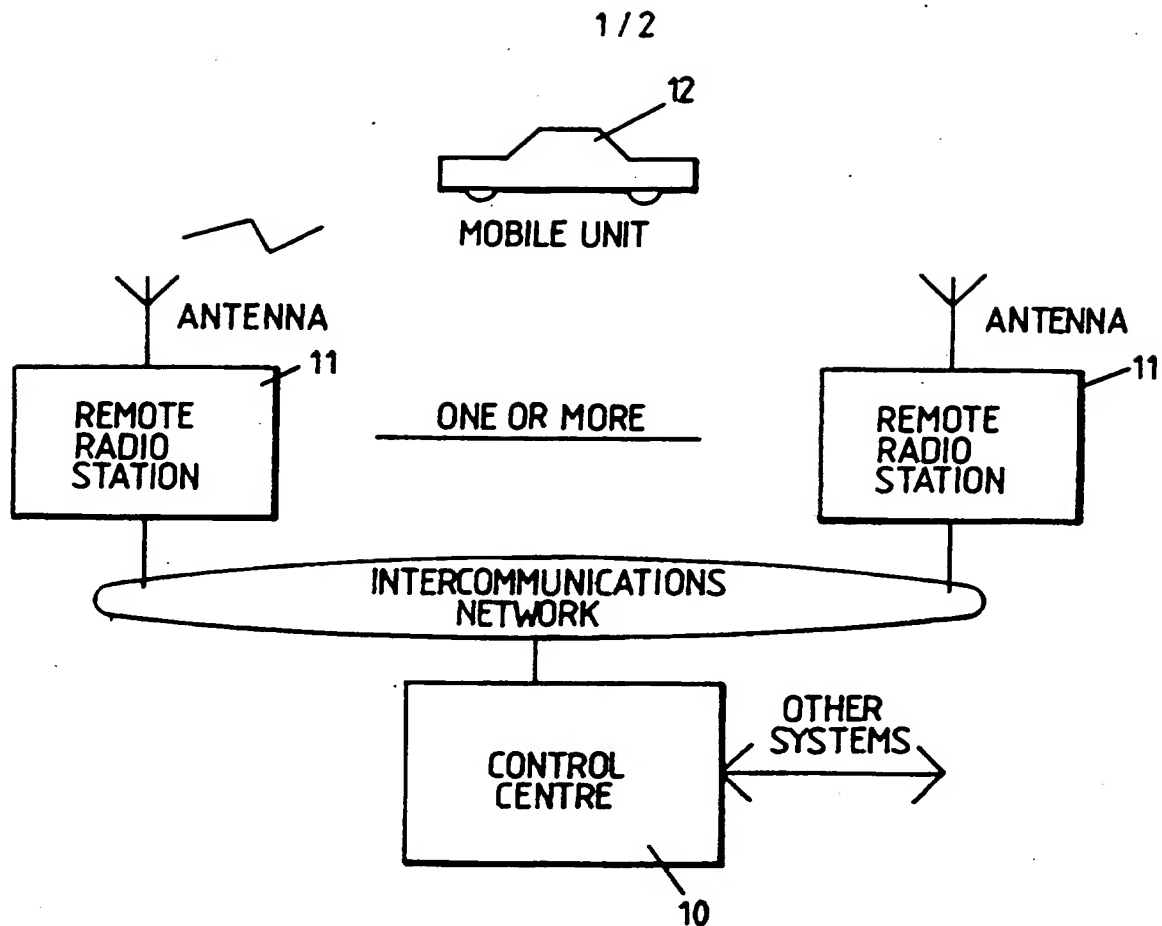 1/2
12
MOBILE UNIT
ANTENNA
ANTENNA
11
11
REMOTE
RADIO
STATION
ONE OR MORE
REMOTE
RADIO
STATION
INTERCOMMUNICATIONS
NETWORK
OTHER
SYSTEMS
CONTROL
CENTRE
10